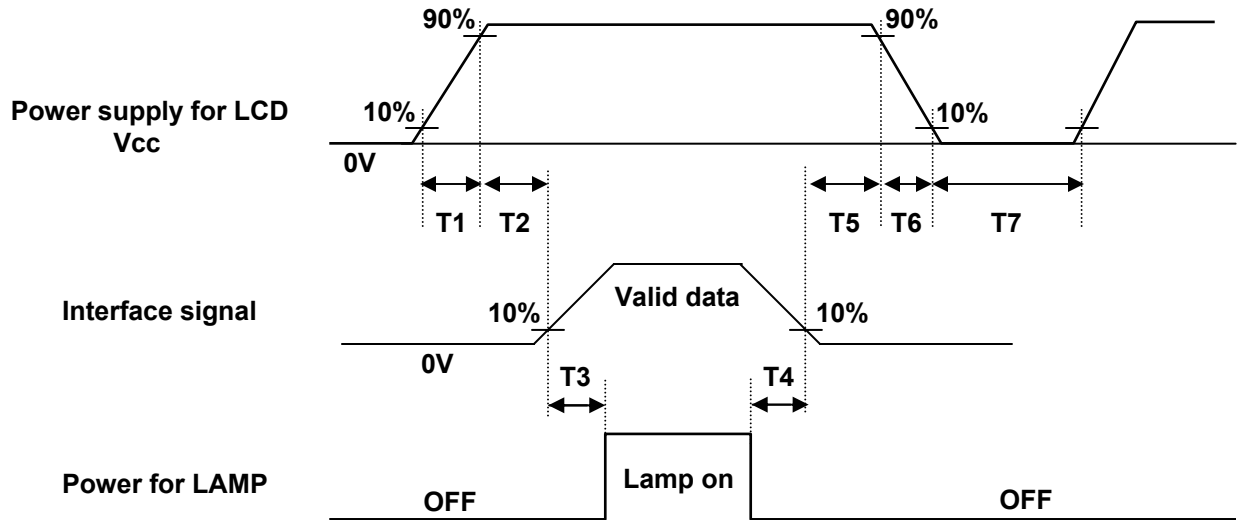 90%
90%
Power supply for LCD
Vcc
10%
10%
0V
T1
T2
T5
T6
T7
Interface signal
Valid data
10%
10%
0V
T3
T4
Power for LAMP
Lamp on
OFF
OFF